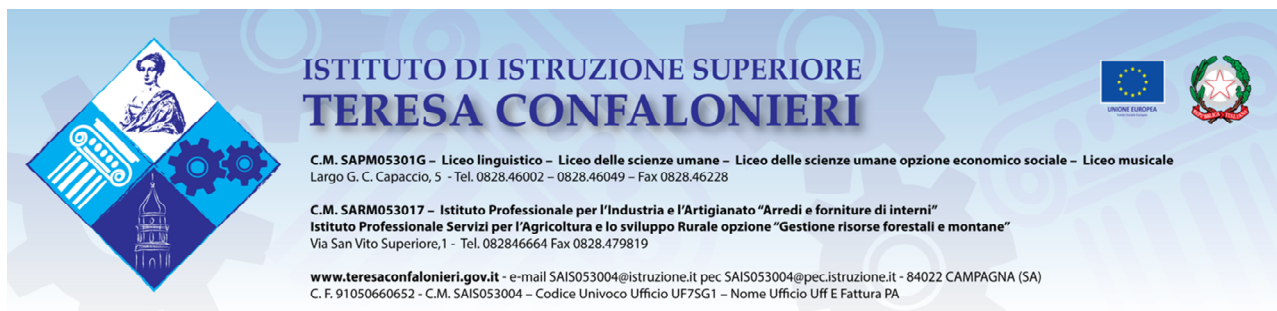 ISTITUTO DI ISTRUZIONE SUPERIORE
TERESA CONFALONIERI
UNIONE EUROPEA
Fondo Sociale Europeo
REPVBBLICA ITALIANA
C.M. SAPM05301G – Liceo linguistico – Liceo delle scienze umane – Liceo delle scienze umane opzione economico sociale – Liceo musicale
Largo G. C. Capaccio, 5 - Tel. 0828.46002 – 0828.46049 – Fax 0828.46228
C.M. SARM053017 – Istituto Professionale per l'Industria e l'Artigianato "Arredi e forniture di interni"
Istituto Professionale Servizi per l'Agricoltura e lo sviluppo Rurale opzione "Gestione risorse forestali e montane"
Via San Vito Superiore,1 - Tel. 082846664 Fax 0828.479819
www.teresaconfalonieri.gov.it - e-mail SAIS053004@istruzione.it pec SAIS053004@pec.istruzione.it - 84022 CAMPAGNA (SA)
C. F. 91050660652 - C.M. SAIS053004 – Codice Univoco Ufficio UF7SG1 – Nome Ufficio Uff E Fattura PA